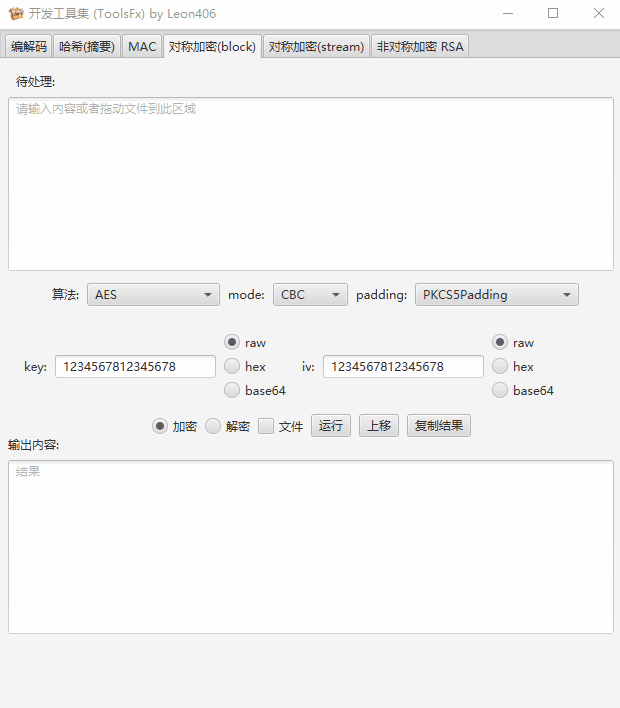 开发工具集 (ToolsFx) by Leon406
编解码 哈希(摘要) MAC 对称加密(block) 对称加密(stream) 非对称加密 RSA
待处理:
请输入内容或者拖动文件到此区域
算法: AES mode: CBC padding: PKCS5Padding
raw raw
key: 1234567812345678 hex iv: 1234567812345678 hex
base64 base64
加密 解密 文件 运行 上移 复制结果
输出内容:
结果